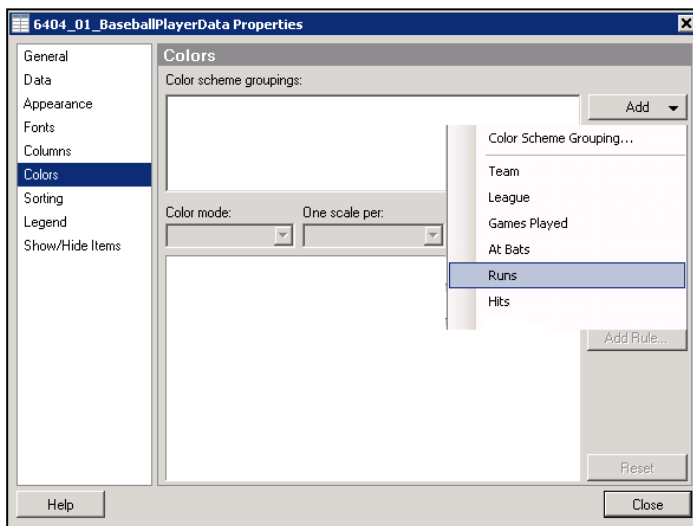 6404_01_BaseballPlayerData Properties
General
Data
Appearance
Fonts
Columns
Colors
Sorting
Legend
Show/Hide Items
Colors
Color scheme groupings:
Add
Color Scheme Grouping...
Team
League
Games Played
At Bats
Runs
Hits
Color mode:
One scale per:
Add Rule...
Reset
Help
Close